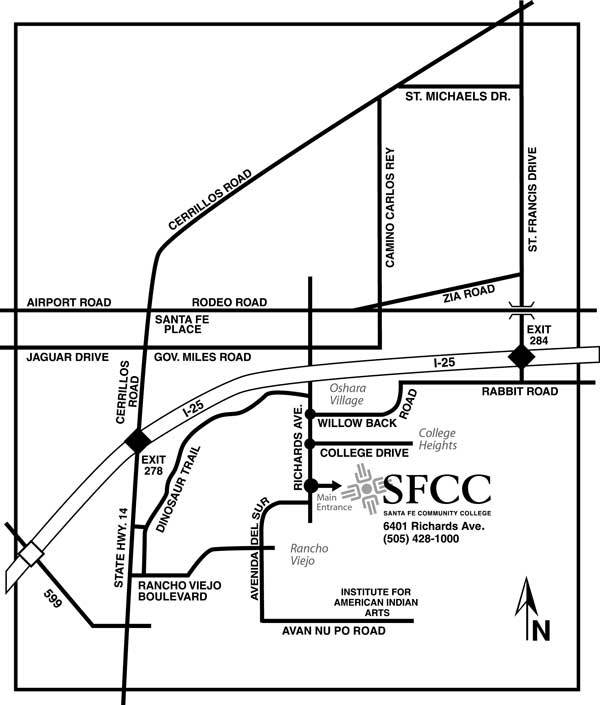 ST. MICHAELS DR.
CERRILLOS ROAD
CAMINO CARLOS REY
ST. FRANCIS DRIVE
ZIA ROAD
AIRPORT ROAD
RODEO ROAD
SANTA FE
PLACE
EXIT
284
JAGUAR DRIVE
GOV. MILES ROAD
I-25
CERRILLOS
ROAD
I-25
RABBIT ROAD
Oshara
Village
WILLOW BACK
ROAD
RICHARDS AVE.
College
Heights
COLLEGE DRIVE
EXIT
278
DINOSAUR TRAIL
Main
Entrance
SFCC
SANTA FE COMMUNITY COLLEGE
6401 Richards Ave.
(505) 428-1000
STATE HWY. 14
AVENIDA DEL SUR
Rancho
Viejo
599
RANCHO VIEJO
BOULEVARD
INSTITUTE FOR
AMERICAN INDIAN
ARTS
AVAN NU PO ROAD
N